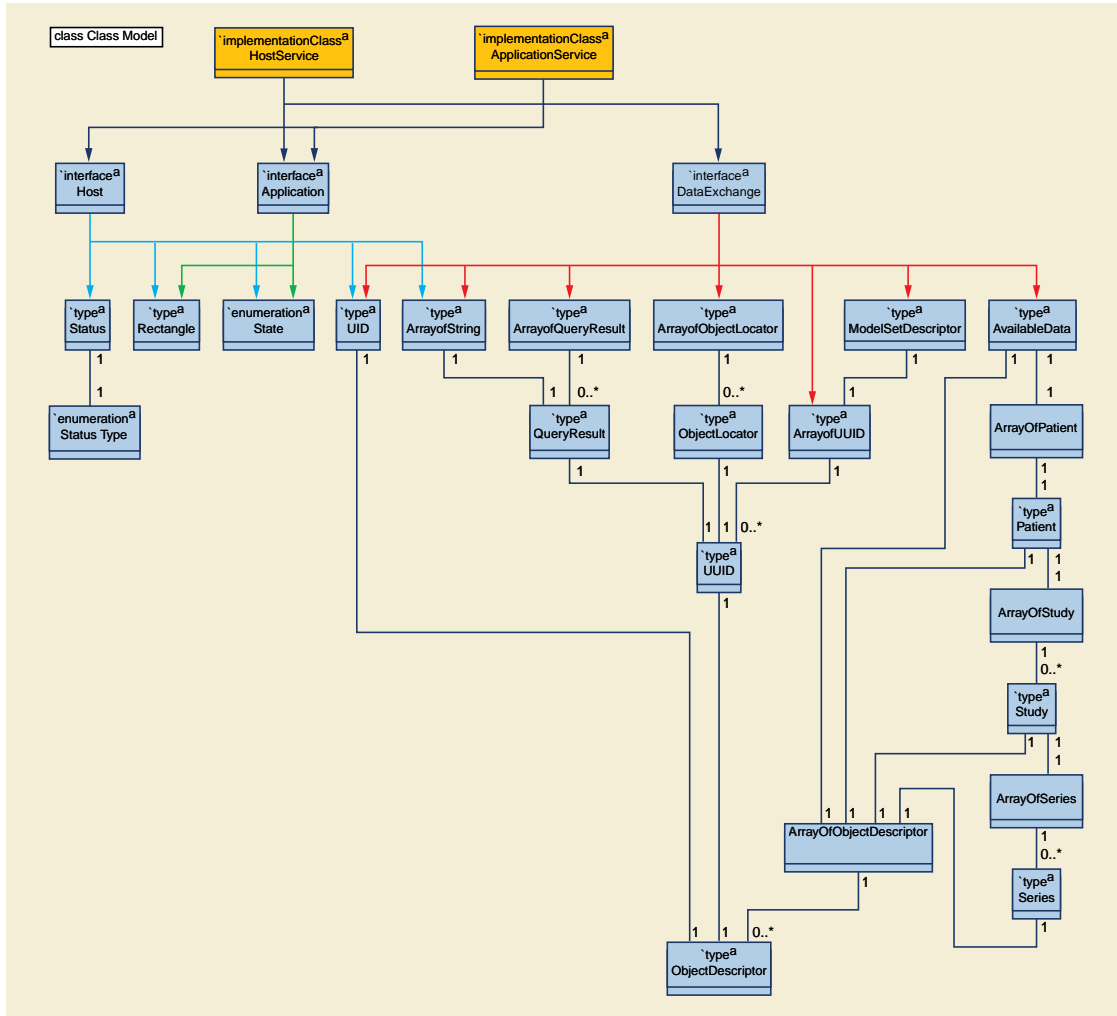 class Class Model
`implementationClassª
HostService
`implementationClassª
ApplicationService
`interfaceª
Host
`interfaceª
Application
`interfaceª
DataExchange
`typeª
Status
`typeª
Rectangle
`enumerationª
State
`typeª
UID
`typeª
ArrayofString
`typeª
ArrayofQueryResult
`typeª
ArrayofObjectLocator
`typeª
ModelSetDescriptor
`typeª
AvailableData
1
1
1
1
1
1
1
1
1
1
1
0..*
0..*
1
1
`enumerationª
Status Type
`typeª
QueryResult
`typeª
ObjectLocator
`typeª
ArrayofUUID
ArrayOfPatient
1
1
1
1
1
1
1
0..*
`typeª
Patient
`typeª
UUID
1
1
1
1
ArrayOfStudy
1
0..*
`typeª
Study
1
1
1
ArrayOfSeries
1
1
1
1
1
0..*
ArrayOfObjectDescriptor
`typeª
Series
1
1
1
1
0..*
`typeª
ObjectDescriptor